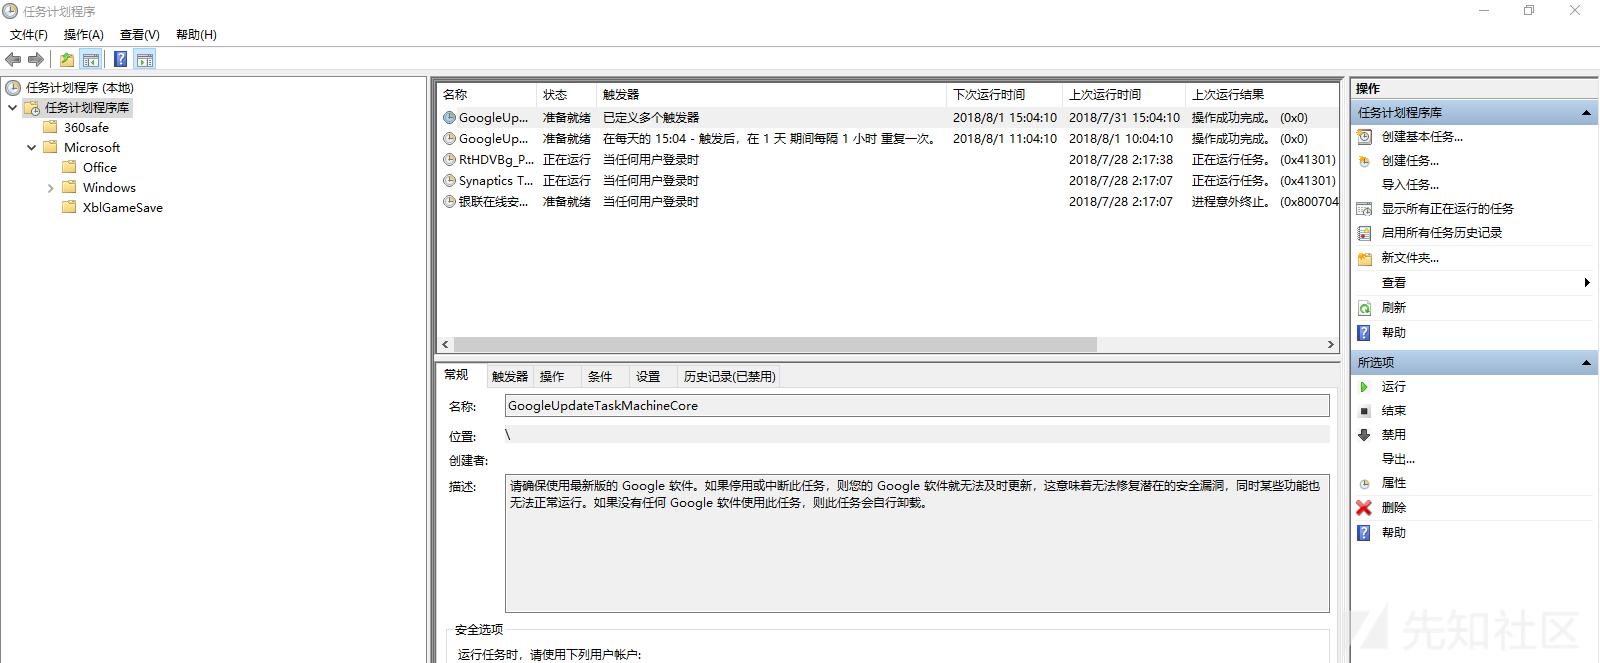 任务计划程序
文件(F) 操作(A) 查看(V) 帮助(H)
任务计划程序 (本地)
任务计划程序库
360safe
Microsoft
Office
Windows
XblGameSave
名称 状态 触发器 下次运行时间 上次运行时间 上次运行结果
GoogleUp... 准备就绪 已定义多个触发器 2018/8/1 15:04:10 2018/7/31 15:04:10 操作成功完成。 (0x0)
GoogleUp... 准备就绪 在每天的 15:04 - 触发后，在 1 天 期间每隔 1 小时 重复一次。 2018/8/1 11:04:10 2018/8/1 10:04:10 操作成功完成。 (0x0)
RtHDVBg_P... 正在运行 当任何用户登录时 2018/7/28 2:17:38 正在运行任务。 (0x41301)
Synaptics T... 正在运行 当任何用户登录时 2018/7/28 2:17:07 正在运行任务。 (0x41301)
银联在线安... 准备就绪 当任何用户登录时 2018/7/28 2:17:07 进程意外终止。 (0x800704
常规 触发器 操作 条件 设置 历史记录(已禁用)
名称: GoogleUpdateTaskMachineCore
位置: \
创建者:
描述: 请确保使用最新版的 Google 软件。如果停用或中断此任务，则您的 Google 软件就无法及时更新，这意味着无法修复潜在的安全漏洞，同时某些功能也
无法正常运行。如果没有任何 Google 软件使用此任务，则此任务会自行卸载。
安全选项
运行任务时，请使用下列用户帐户:
操作
任务计划程序库
创建基本任务...
创建任务...
导入任务...
显示所有正在运行的任务
启用所有任务历史记录
新文件夹...
查看
刷新
帮助
所选项
运行
结束
禁用
导出...
属性
删除
帮助
先知社区